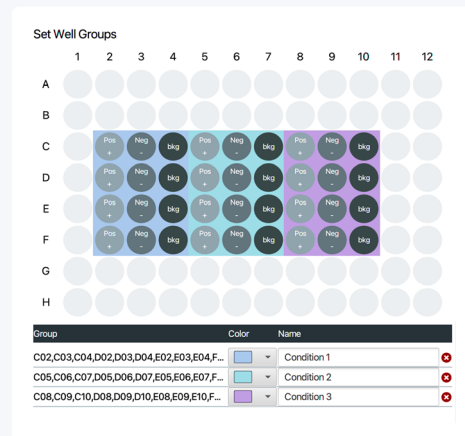 Set Well Groups
1 2 3 4 5 6 7 8 9 10 11 12
A
B
C Pos + Neg - bkg Pos + Neg - bkg Pos + Neg - bkg
D Pos + Neg - bkg Pos + Neg - bkg Pos + Neg - bkg
E Pos + Neg - bkg Pos + Neg - bkg Pos + Neg - bkg
F Pos + Neg - bkg Pos + Neg - bkg Pos + Neg - bkg
G
H
Group Color Name
C02,C03,C04,D02,D03,D04,E02,E03,E04,F... Condition 1
C05,C06,C07,D05,D06,D07,E05,E06,E07,F... Condition 2
C08,C09,C10,D08,D09,D10,E08,E09,E10,F... Condition 3